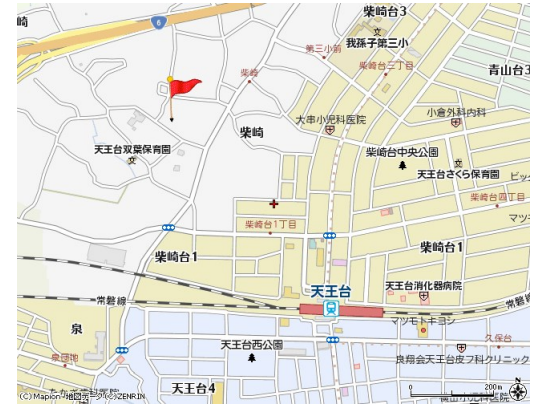 柴崎台3
崎
6
我孫子第三小
第三小前
柴崎台三丁目
青山台3
柴崎
大串小児科医院
小倉外科内科
柴崎
天王台双葉保育園
柴崎台中央公園
天王台さくら保育園
柴崎台四丁目
柴崎台1丁目
柴崎台1
柴崎台1
天王台消化器病院
天王台
常磐線
常磐線
マツモトキヨシ
泉
泉団地
久保台
天王台西公園
良翔会天王台皮フ科クリニック
天王台4
0
200m
(C)Mapion・地図データ(C)ZENRIN